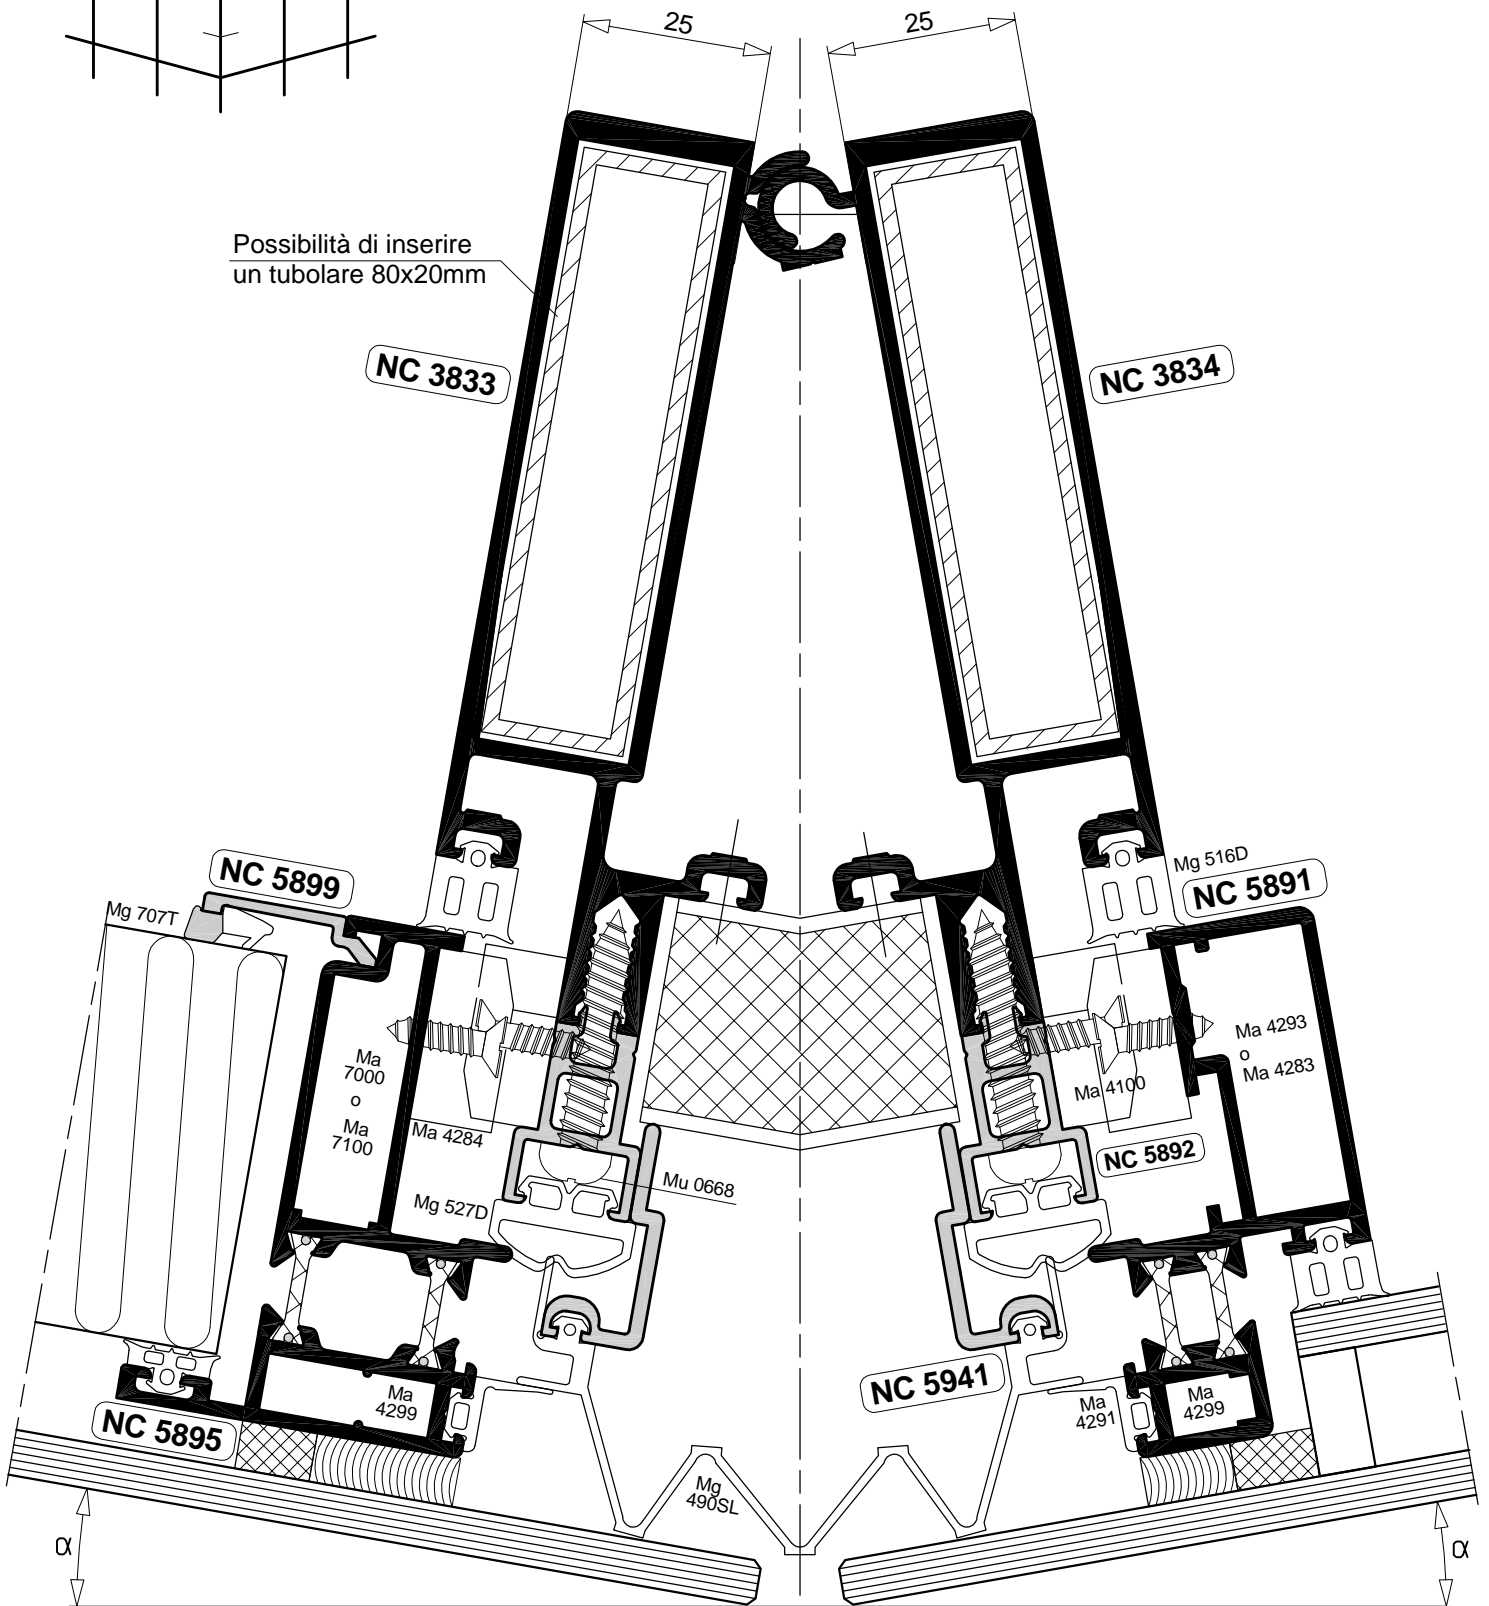 25
25
Possibilità di inserire
un tubolare 80x20mm
NC 3833
NC 3834
Mg 516D
NC 5899
NC 5891
Mg 707T
Ma
7000
o
Ma
7100
Ma 4293
o
Ma 4283
Ma 4100
Ma 4284
NC 5892
Mu 0668
Mg 527D
NC 5941
Ma
4299
Ma
4291
Ma
4299
NC 5895
Mg
490SL
α
α